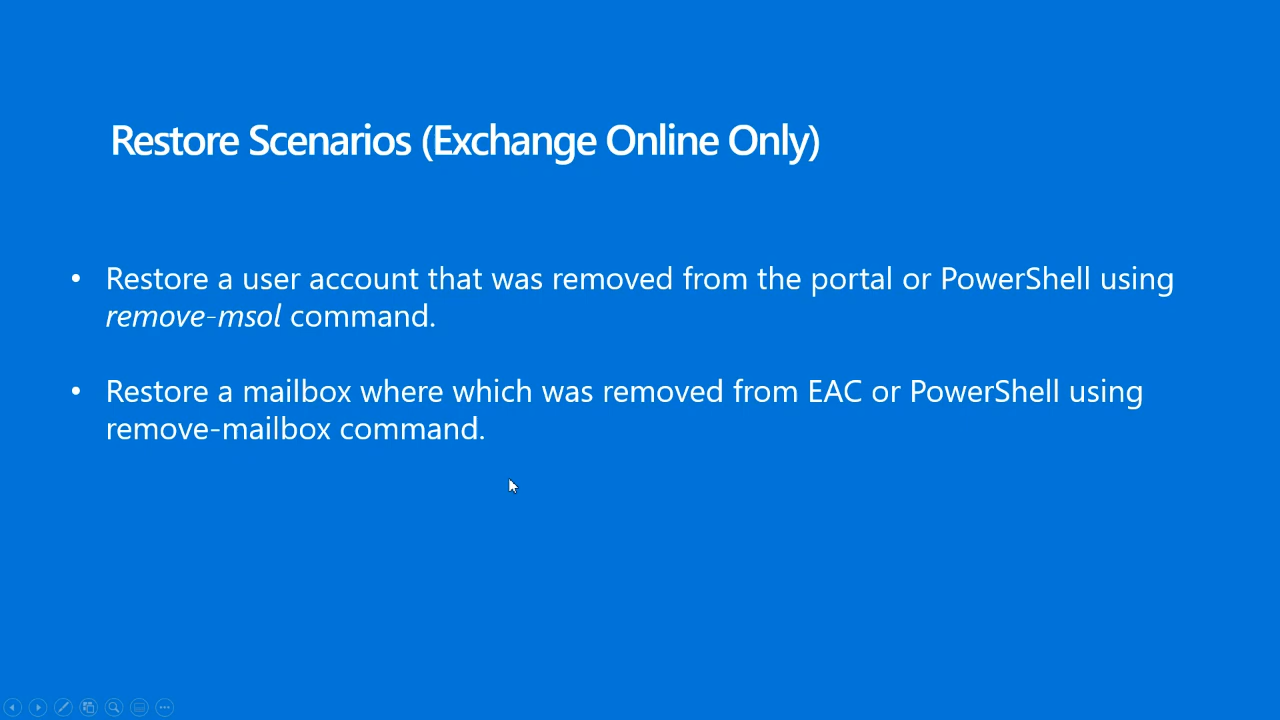 Restore Scenarios (Exchange Online Only)
• Restore a user account that was removed from the portal or PowerShell using
remove-msol command.
• Restore a mailbox where which was removed from EAC or PowerShell using
remove-mailbox command.